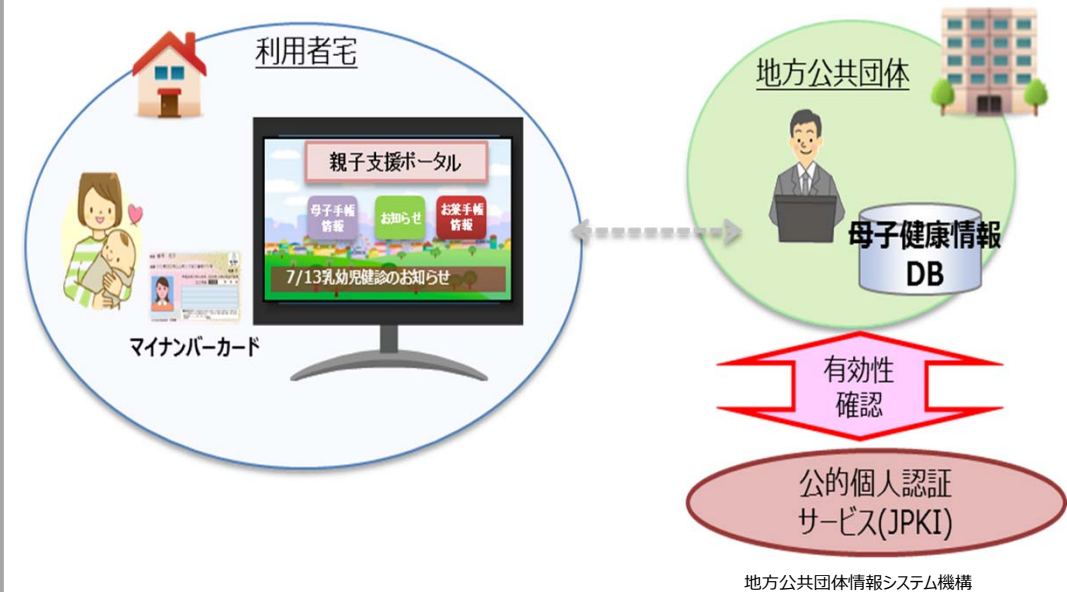 利用者宅
親子支援ポータル
母子手帳
情報
お知らせ
お薬手帳
情報
7/13乳幼児健診のお知らせ
マイナンバーカード
地方公共団体
母子健康情報
DB
有効性
確認
公的個人認証
サービス(JPKI)
地方公共団体情報システム機構